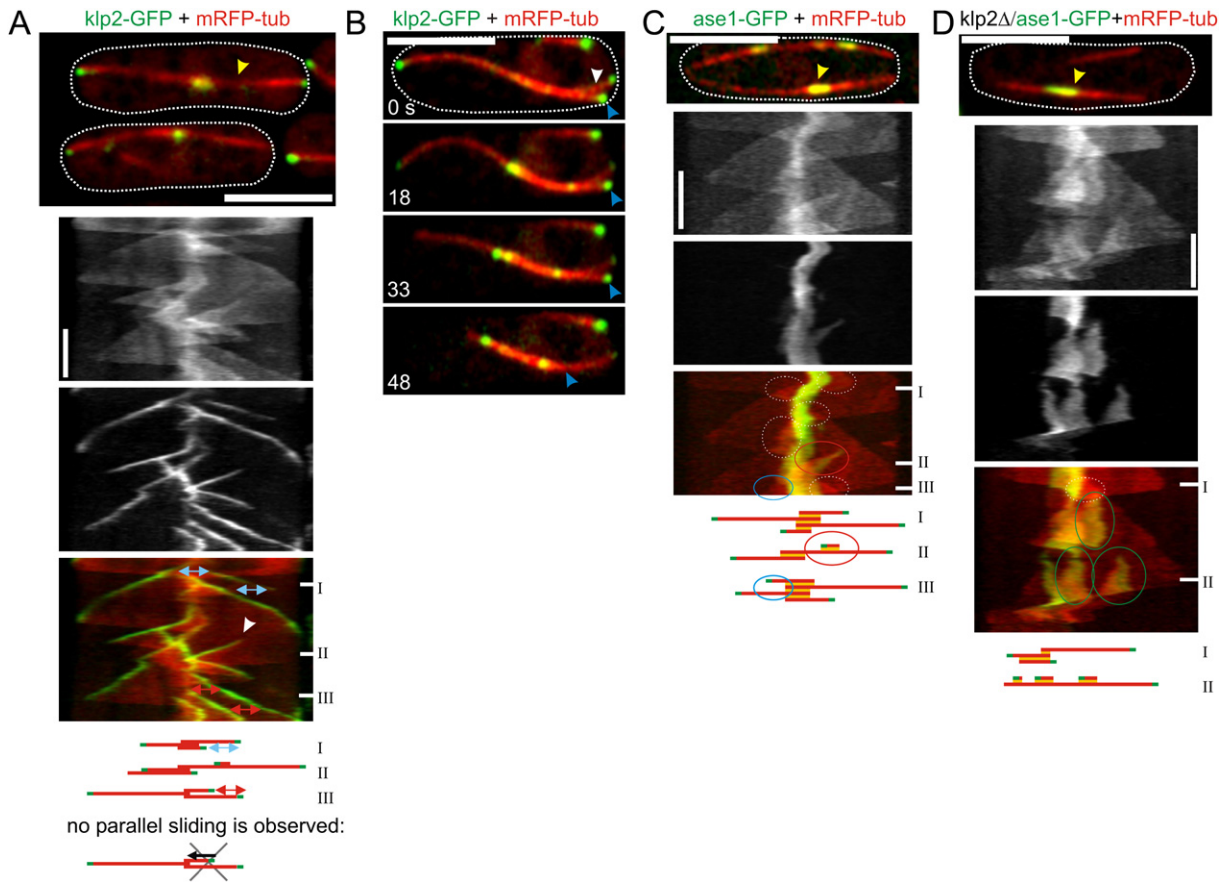 A
klp2-GFP + mRFP-tub
I
II
III
I
II
III
no parallel sliding is observed:
B
klp2-GFP + mRFP-tub
0 s
18
33
48
C
ase1-GFP + mRFP-tub
I
II
III
I
II
III
D
klp2Δ/ase1-GFP+mRFP-tub
I
II
I
II